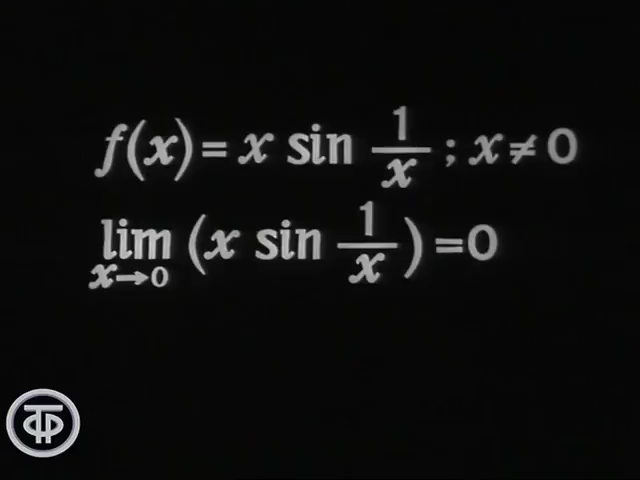 f(x) = x sin 1/x ; x ≠ 0
lim x→0 (x sin 1/x) = 0